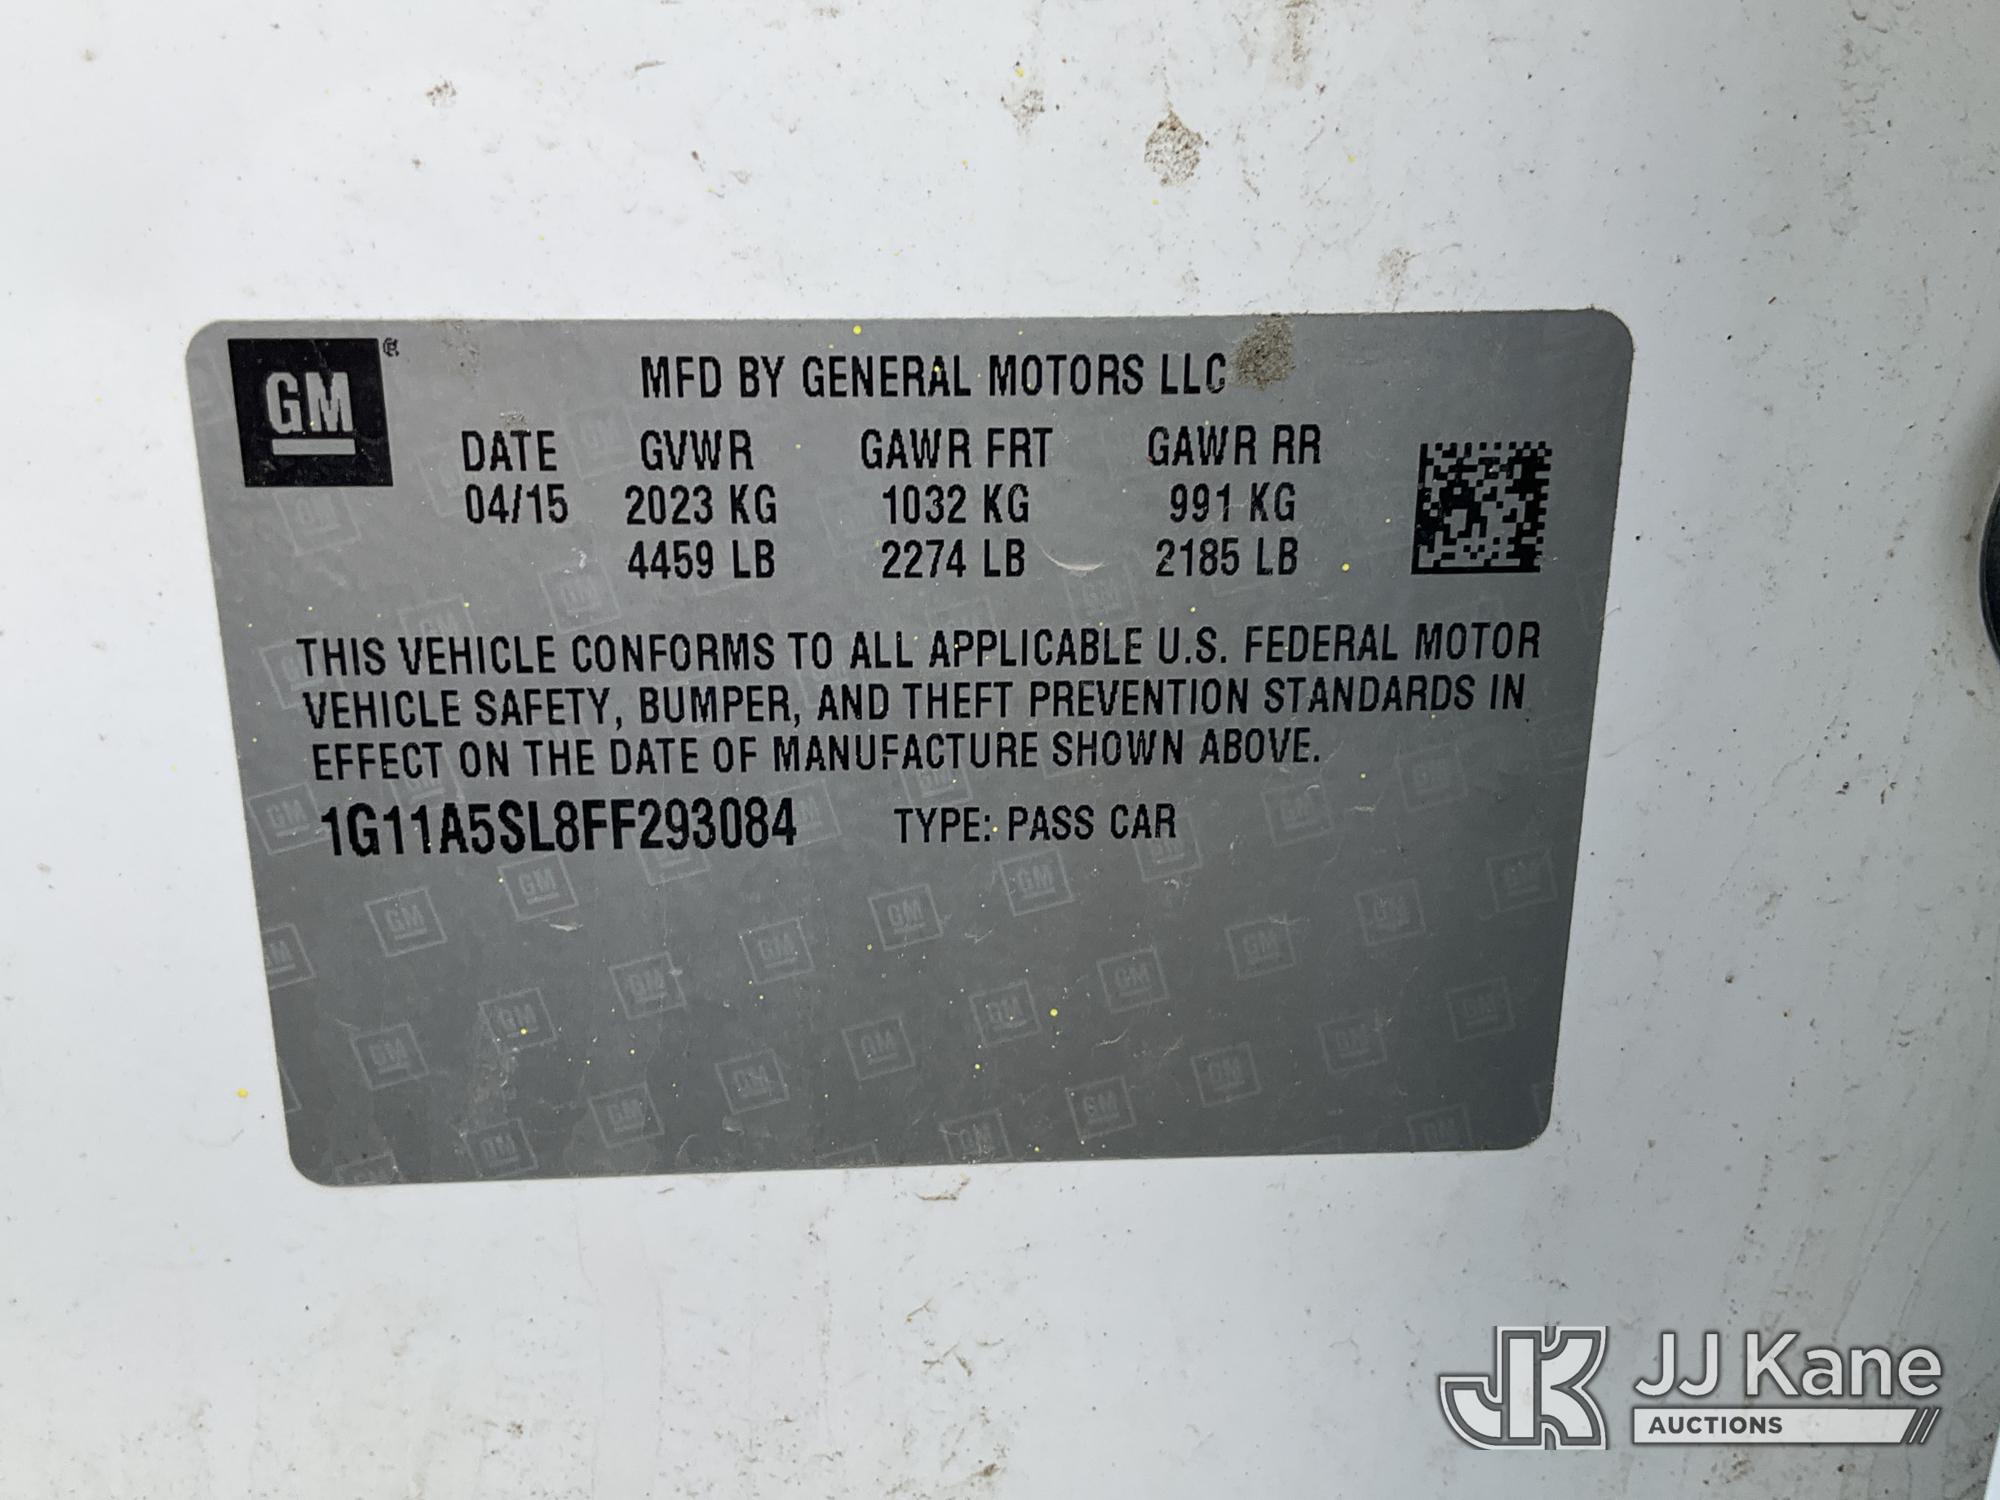 GM
MFD BY GENERAL MOTORS LLC
DATE GVWR GAWR FRT GAWR RR
04/15 2023 KG 1032 KG 991 KG
4459 LB 2274 LB 2185 LB
THIS VEHICLE CONFORMS TO ALL APPLICABLE U.S. FEDERAL MOTOR
VEHICLE SAFETY, BUMPER, AND THEFT PREVENTION STANDARDS IN
EFFECT ON THE DATE OF MANUFACTURE SHOWN ABOVE.
1G11A5SL8FF293084 TYPE: PASS CAR
JK JJ Kane
AUCTIONS